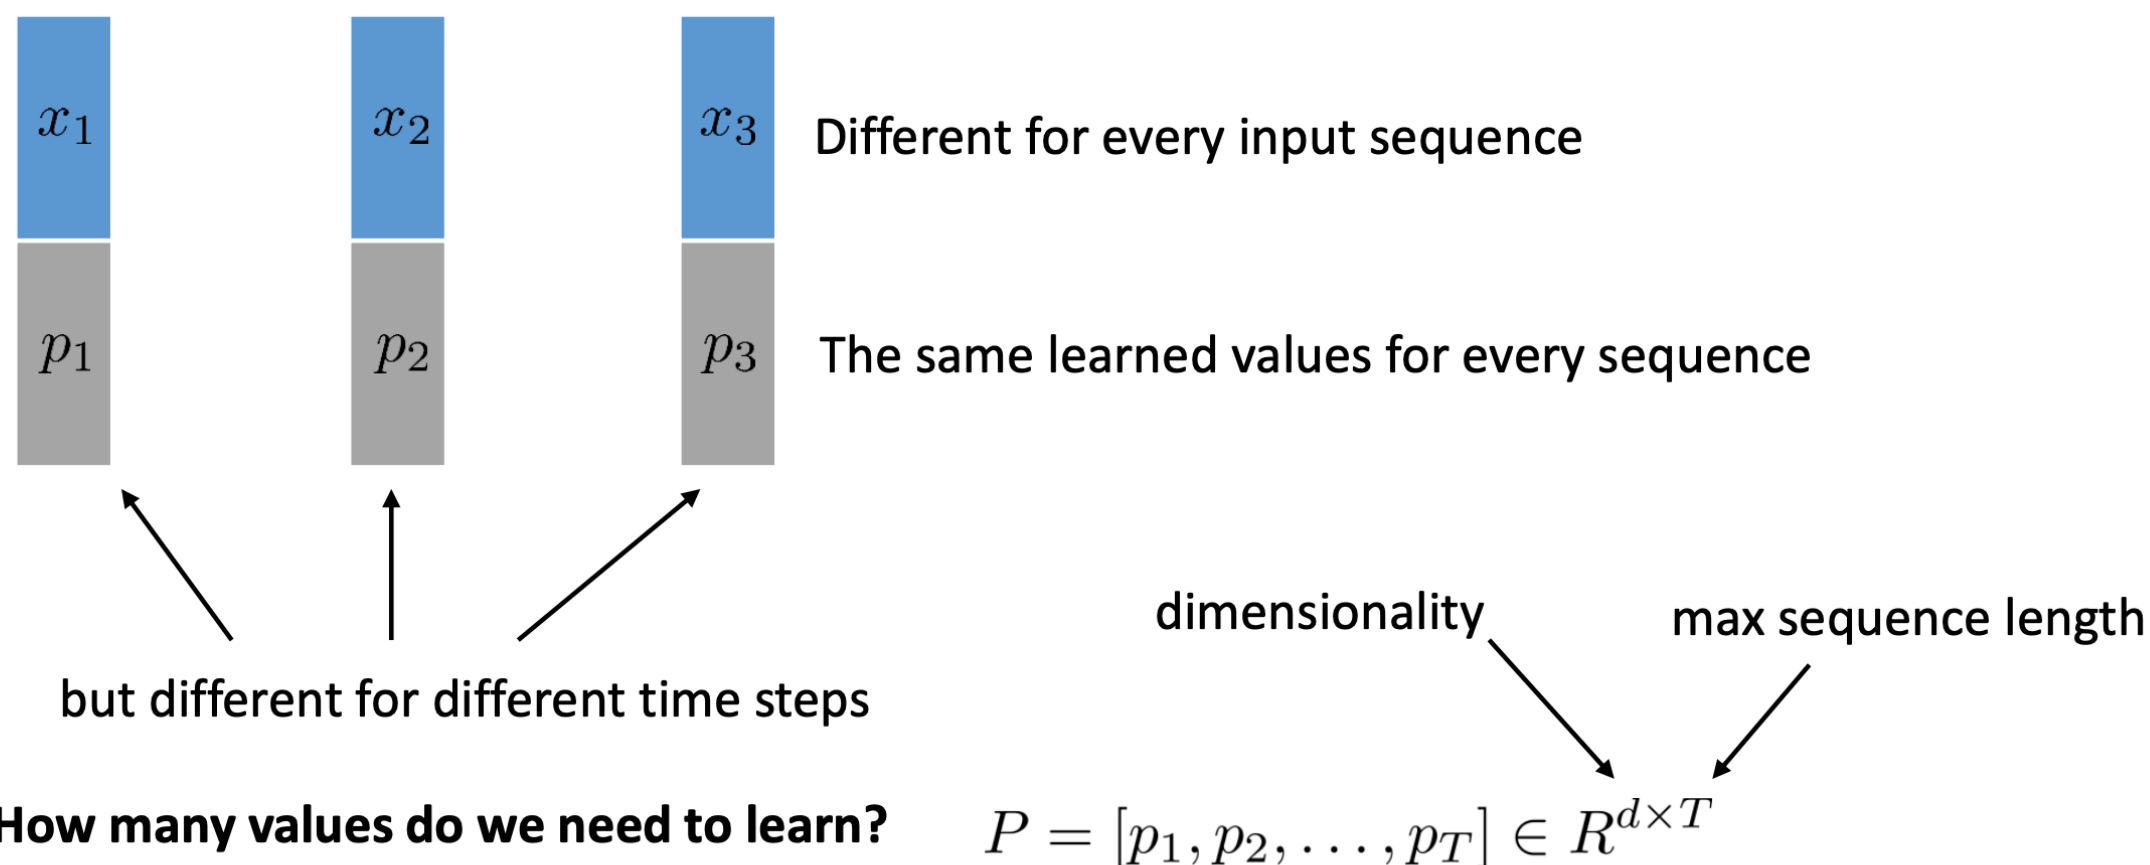 x₁ x₂ x₃ Different for every input sequence
p₁ p₂ p₃ The same learned values for every sequence
dimensionality max sequence length
but different for different time steps
How many values do we need to learn? P = [p₁, p₂, . . . , p_T] ∈ R^{d×T}